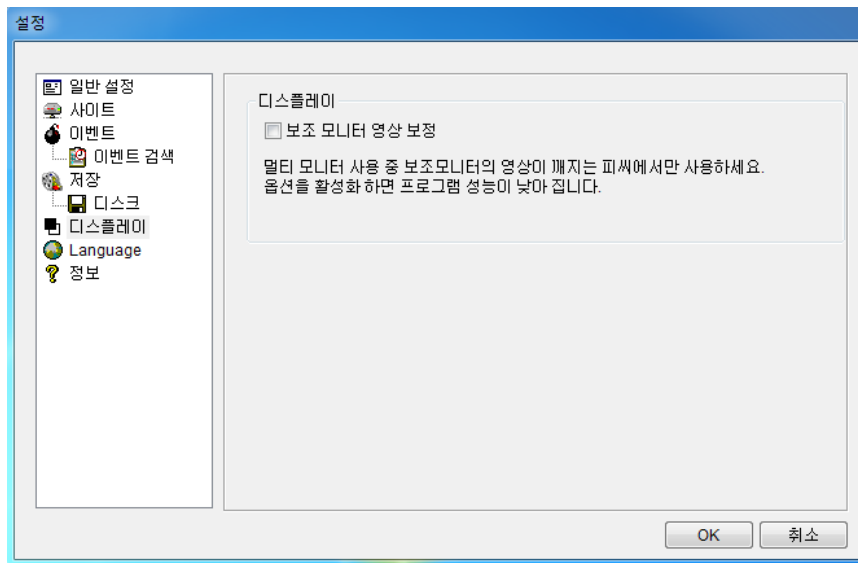 설정
일반 설정
사이트
이벤트
이벤트 검색
저장
디스크
디스플레이
Language
정보
디스플레이
보조 모니터 영상 보정
멀티 모니터 사용 중 보조모니터의 영상이 깨지는 피씨에서만 사용하세요.
옵션을 활성화 하면 프로그램 성능이 낮아 집니다.
OK
취소